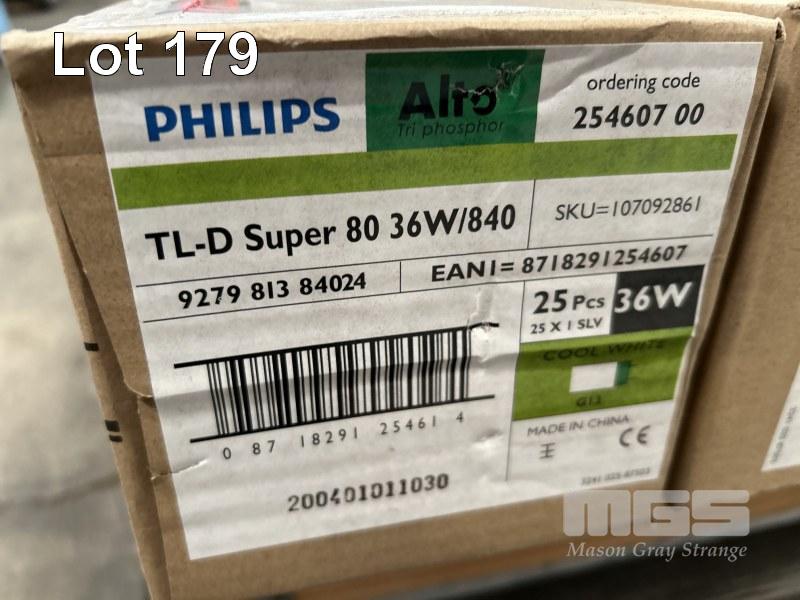 Lot 179
PHILIPS
Alto
Tri phosphor
ordering code
254607 00
TL-D Super 80 36W/840
SKU=107092861
9279 813 84024
EAN1= 8718291254607
25 Pcs
25 X 1 SLV
36W
COOL WHITE
G13
MADE IN CHINA
CE
0 87 18291 25461 4
200401011030
MGS
Mason Gray Strange